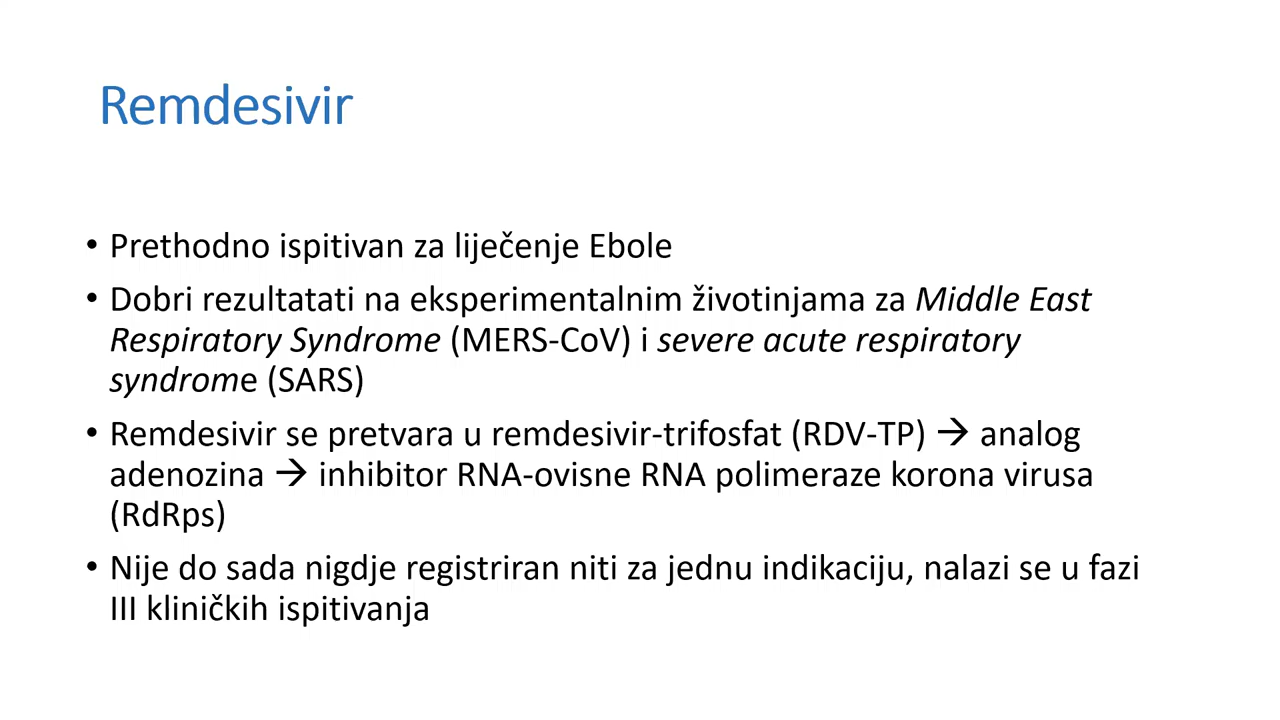 Remdesivir
• Prethodno ispitivan za liječenje Ebole
• Dobri rezultatati na eksperimentalnim životinjama za Middle East
Respiratory Syndrome (MERS-CoV) i severe acute respiratory
syndrome (SARS)
• Remdesivir se pretvara u remdesivir-trifosfat (RDV-TP) → analog
adenozina → inhibitor RNA-ovisne RNA polimeraze korona virusa
(RdRps)
• Nije do sada nigdje registriran niti za jednu indikaciju, nalazi se u fazi
III kliničkih ispitivanja